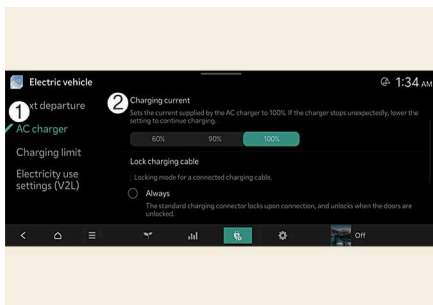 Electric vehicle
1:34 AM
1
ext departure
AC charger
Charging limit
Electricity use
settings (V2L)
2
Charging current
Sets the current supplied by the AC charger to 100%. If the charger stops unexpectedly, lower the
setting to continue charging.
60% 90% 100%
Lock charging cable
Locking mode for a connected charging cable.
Always
The standard charging connector locks upon connection, and unlocks when the doors are
unlocked.
Off